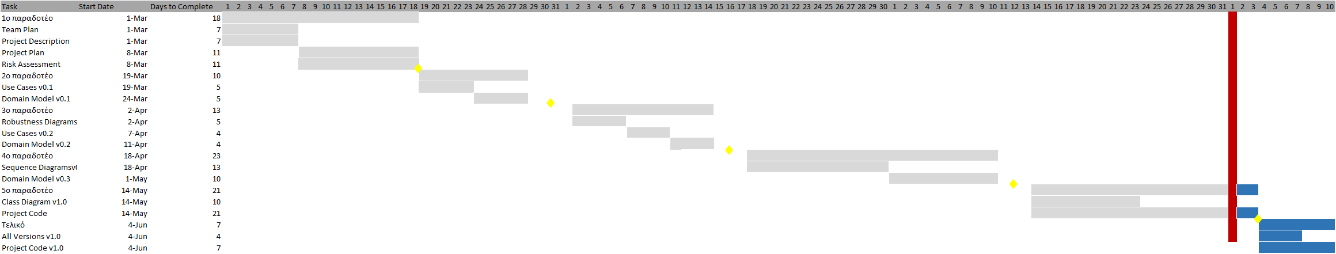 Task Start Date Days to Complete 1 2 3 4 5 6 7 8 9 10 11 12 13 14 15 16 17 18 19 20 21 22 23 24 25 26 27 28 29 30 31 1 2 3 4 5 6 7 8 9 10 11 12 13 14 15 16 17 18 19 20 21 22 23 24 25 26 27 28 29 30 1 2 3 4 5 6 7 8 9 10 11 12 13 14 15 16 17 18 19 20 21 22 23 24 25 26 27 28 29 30 31 1 2 3 4 5 6 7 8 9 10
1ο παραδοτέο 1-Mar 18
Team Plan 1-Mar 7
Project Description 1-Mar 7
Project Plan 8-Mar 11
Risk Assessment 8-Mar 11
2ο παραδοτέο 19-Mar 10
Use Cases v0.1 19-Mar 5
Domain Model v0.1 24-Mar 5
3ο παραδοτέο 2-Apr 13
Robustness Diagrams 2-Apr 5
Use Cases v0.2 7-Apr 4
Domain Model v0.2 11-Apr 4
4ο παραδοτέο 18-Apr 23
Sequence Diagrams 18-Apr 13
Domain Model v0.3 1-May 10
5ο παραδοτέο 14-May 21
Class Diagram v1.0 14-May 10
Project Code 14-May 21
Τελικό 4-Jun 7
All Versions v1.0 4-Jun 4
Project Code v1.0 4-Jun 7